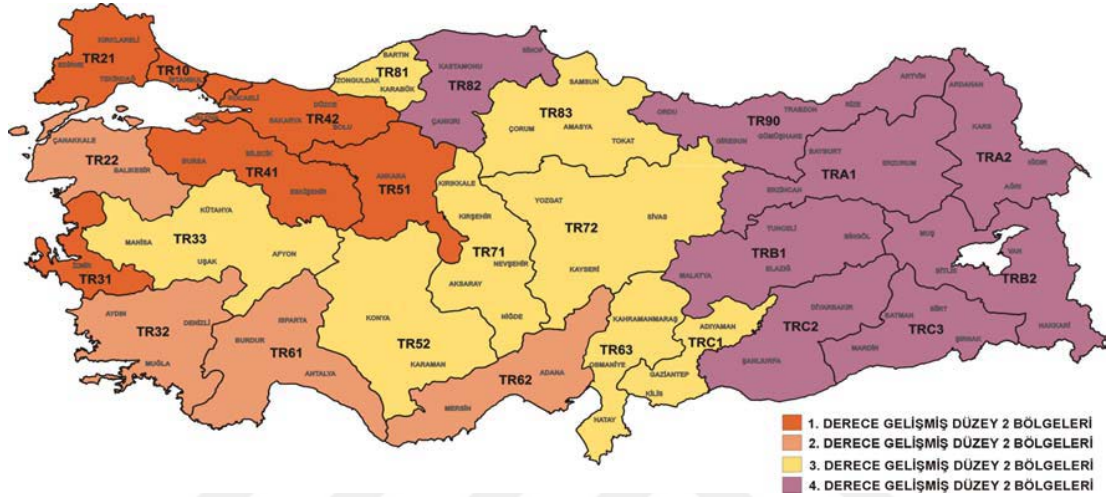 KIRKLARELİ
EDİRNE
TR21
TEKİRDAĞ
TR10
İSTANBUL
KOCAELİ
SAKARYA
DÜZCE
TR42
BOLU
BARTIN
TR81
ZONGULDAK
KARABÜK
KASTAMONU
SİNOP
TR82
ÇANKIRI
SAMSUN
TR83
ÇORUM
AMASYA
TOKAT
ORDU
GİRESUN
TR90
TRABZON
RİZE
GÜMÜŞHANE
ARTVİN
ARDAHAN
KARS
TRA2
IĞDIR
AĞRI
BAYBURT
ERZURUM
TRA1
ERZİNCAN
ÇANAKKALE
TR22
BALIKESİR
BURSA
BİLECİK
TR41
ESKİŞEHİR
ANKARA
TR51
KIRIKKALE
KIRŞEHİR
TR71
NEVŞEHİR
AKSARAY
NİĞDE
YOZGAT
SİVAS
TR72
KAYSERİ
TUNCELİ
BİNGÖL
TRB1
MALATYA
ELAZIĞ
MUŞ
VAN
BİTLİS
TRB2
HAKKARİ
KÜTAHYA
MANİSA
TR33
UŞAK
AFYON
İZMİR
TR31
AYDIN
TR32
DENİZLİ
MUĞLA
ISPARTA
BURDUR
TR61
ANTALYA
KONYA
TR52
KARAMAN
TR62
ADANA
MERSİN
KAHRAMANMARAŞ
TR63
OSMANİYE
HATAY
ADIYAMAN
TRC1
GAZİANTEP
KİLİS
DİYARBAKIR
TRC2
ŞANLIURFA
BATMAN
SİİRT
TRC3
MARDİN
ŞIRNAK
1. DERECE GELİŞMİŞ DÜZEY 2 BÖLGELERİ
2. DERECE GELİŞMİŞ DÜZEY 2 BÖLGELERİ
3. DERECE GELİŞMİŞ DÜZEY 2 BÖLGELERİ
4. DERECE GELİŞMİŞ DÜZEY 2 BÖLGELERİ